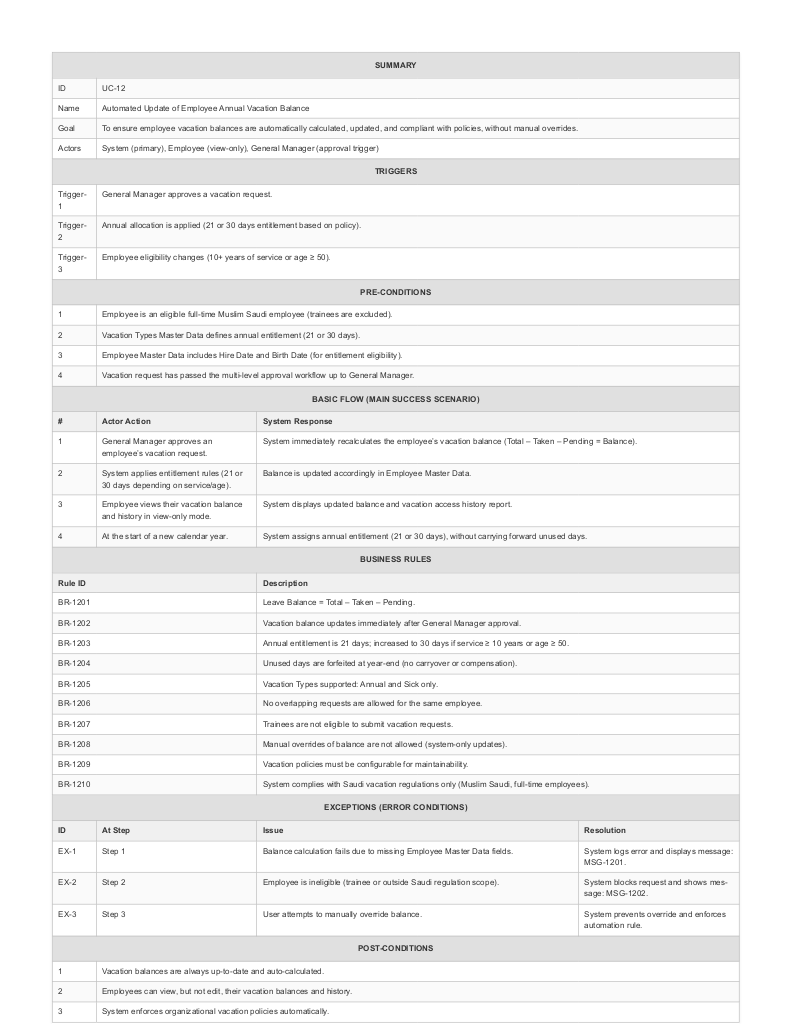 SUMMARY
ID UC-12
Name Automated Update of Employee Annual Vacation Balance
Goal To ensure employee vacation balances are automatically calculated, updated, and compliant with policies, without manual overrides.
Actors System (primary), Employee (view-only), General Manager (approval trigger)
TRIGGERS
Trigger- General Manager approves a vacation request.
1
Trigger- Annual allocation is applied (21 or 30 days entitlement based on policy).
2
Trigger- Employee eligibility changes (10+ years of service or age ≥ 50).
3
PRE-CONDITIONS
1 Employee is an eligible full-time Muslim Saudi employee (trainees are excluded).
2 Vacation Types Master Data defines annual entitlement (21 or 30 days).
3 Employee Master Data includes Hire Date and Birth Date (for entitlement eligibility).
4 Vacation request has passed the multi-level approval workflow up to General Manager.
BASIC FLOW (MAIN SUCCESS SCENARIO)
# Actor Action System Response
1 General Manager approves an System immediately recalculates the employee's vacation balance (Total – Taken – Pending = Balance).
employee's vacation request.
2 System applies entitlement rules (21 or Balance is updated accordingly in Employee Master Data.
30 days depending on service/age).
3 Employee views their vacation balance System displays updated balance and vacation access history report.
and history in view-only mode.
4 At the start of a new calendar year. System assigns annual entitlement (21 or 30 days), without carrying forward unused days.
BUSINESS RULES
Rule ID Description
BR-1201 Leave Balance = Total – Taken – Pending.
BR-1202 Vacation balance updates immediately after General Manager approval.
BR-1203 Annual entitlement is 21 days; increased to 30 days if service ≥ 10 years or age ≥ 50.
BR-1204 Unused days are forfeited at year-end (no carryover or compensation).
BR-1205 Vacation Types supported: Annual and Sick only.
BR-1206 No overlapping requests are allowed for the same employee.
BR-1207 Trainees are not eligible to submit vacation requests.
BR-1208 Manual overrides of balance are not allowed (system-only updates).
BR-1209 Vacation policies must be configurable for maintainability.
BR-1210 System complies with Saudi vacation regulations only (Muslim Saudi, full-time employees).
EXCEPTIONS (ERROR CONDITIONS)
ID At Step Issue Resolution
EX-1 Step 1 Balance calculation fails due to missing Employee Master Data fields. System logs error and displays message:
MSG-1201.
EX-2 Step 2 Employee is ineligible (trainee or outside Saudi regulation scope). System blocks request and shows mes-
sage: MSG-1202.
EX-3 Step 3 User attempts to manually override balance. System prevents override and enforces
automation rule.
POST-CONDITIONS
1 Vacation balances are always up-to-date and auto-calculated.
2 Employees can view, but not edit, their vacation balances and history.
3 System enforces organizational vacation policies automatically.